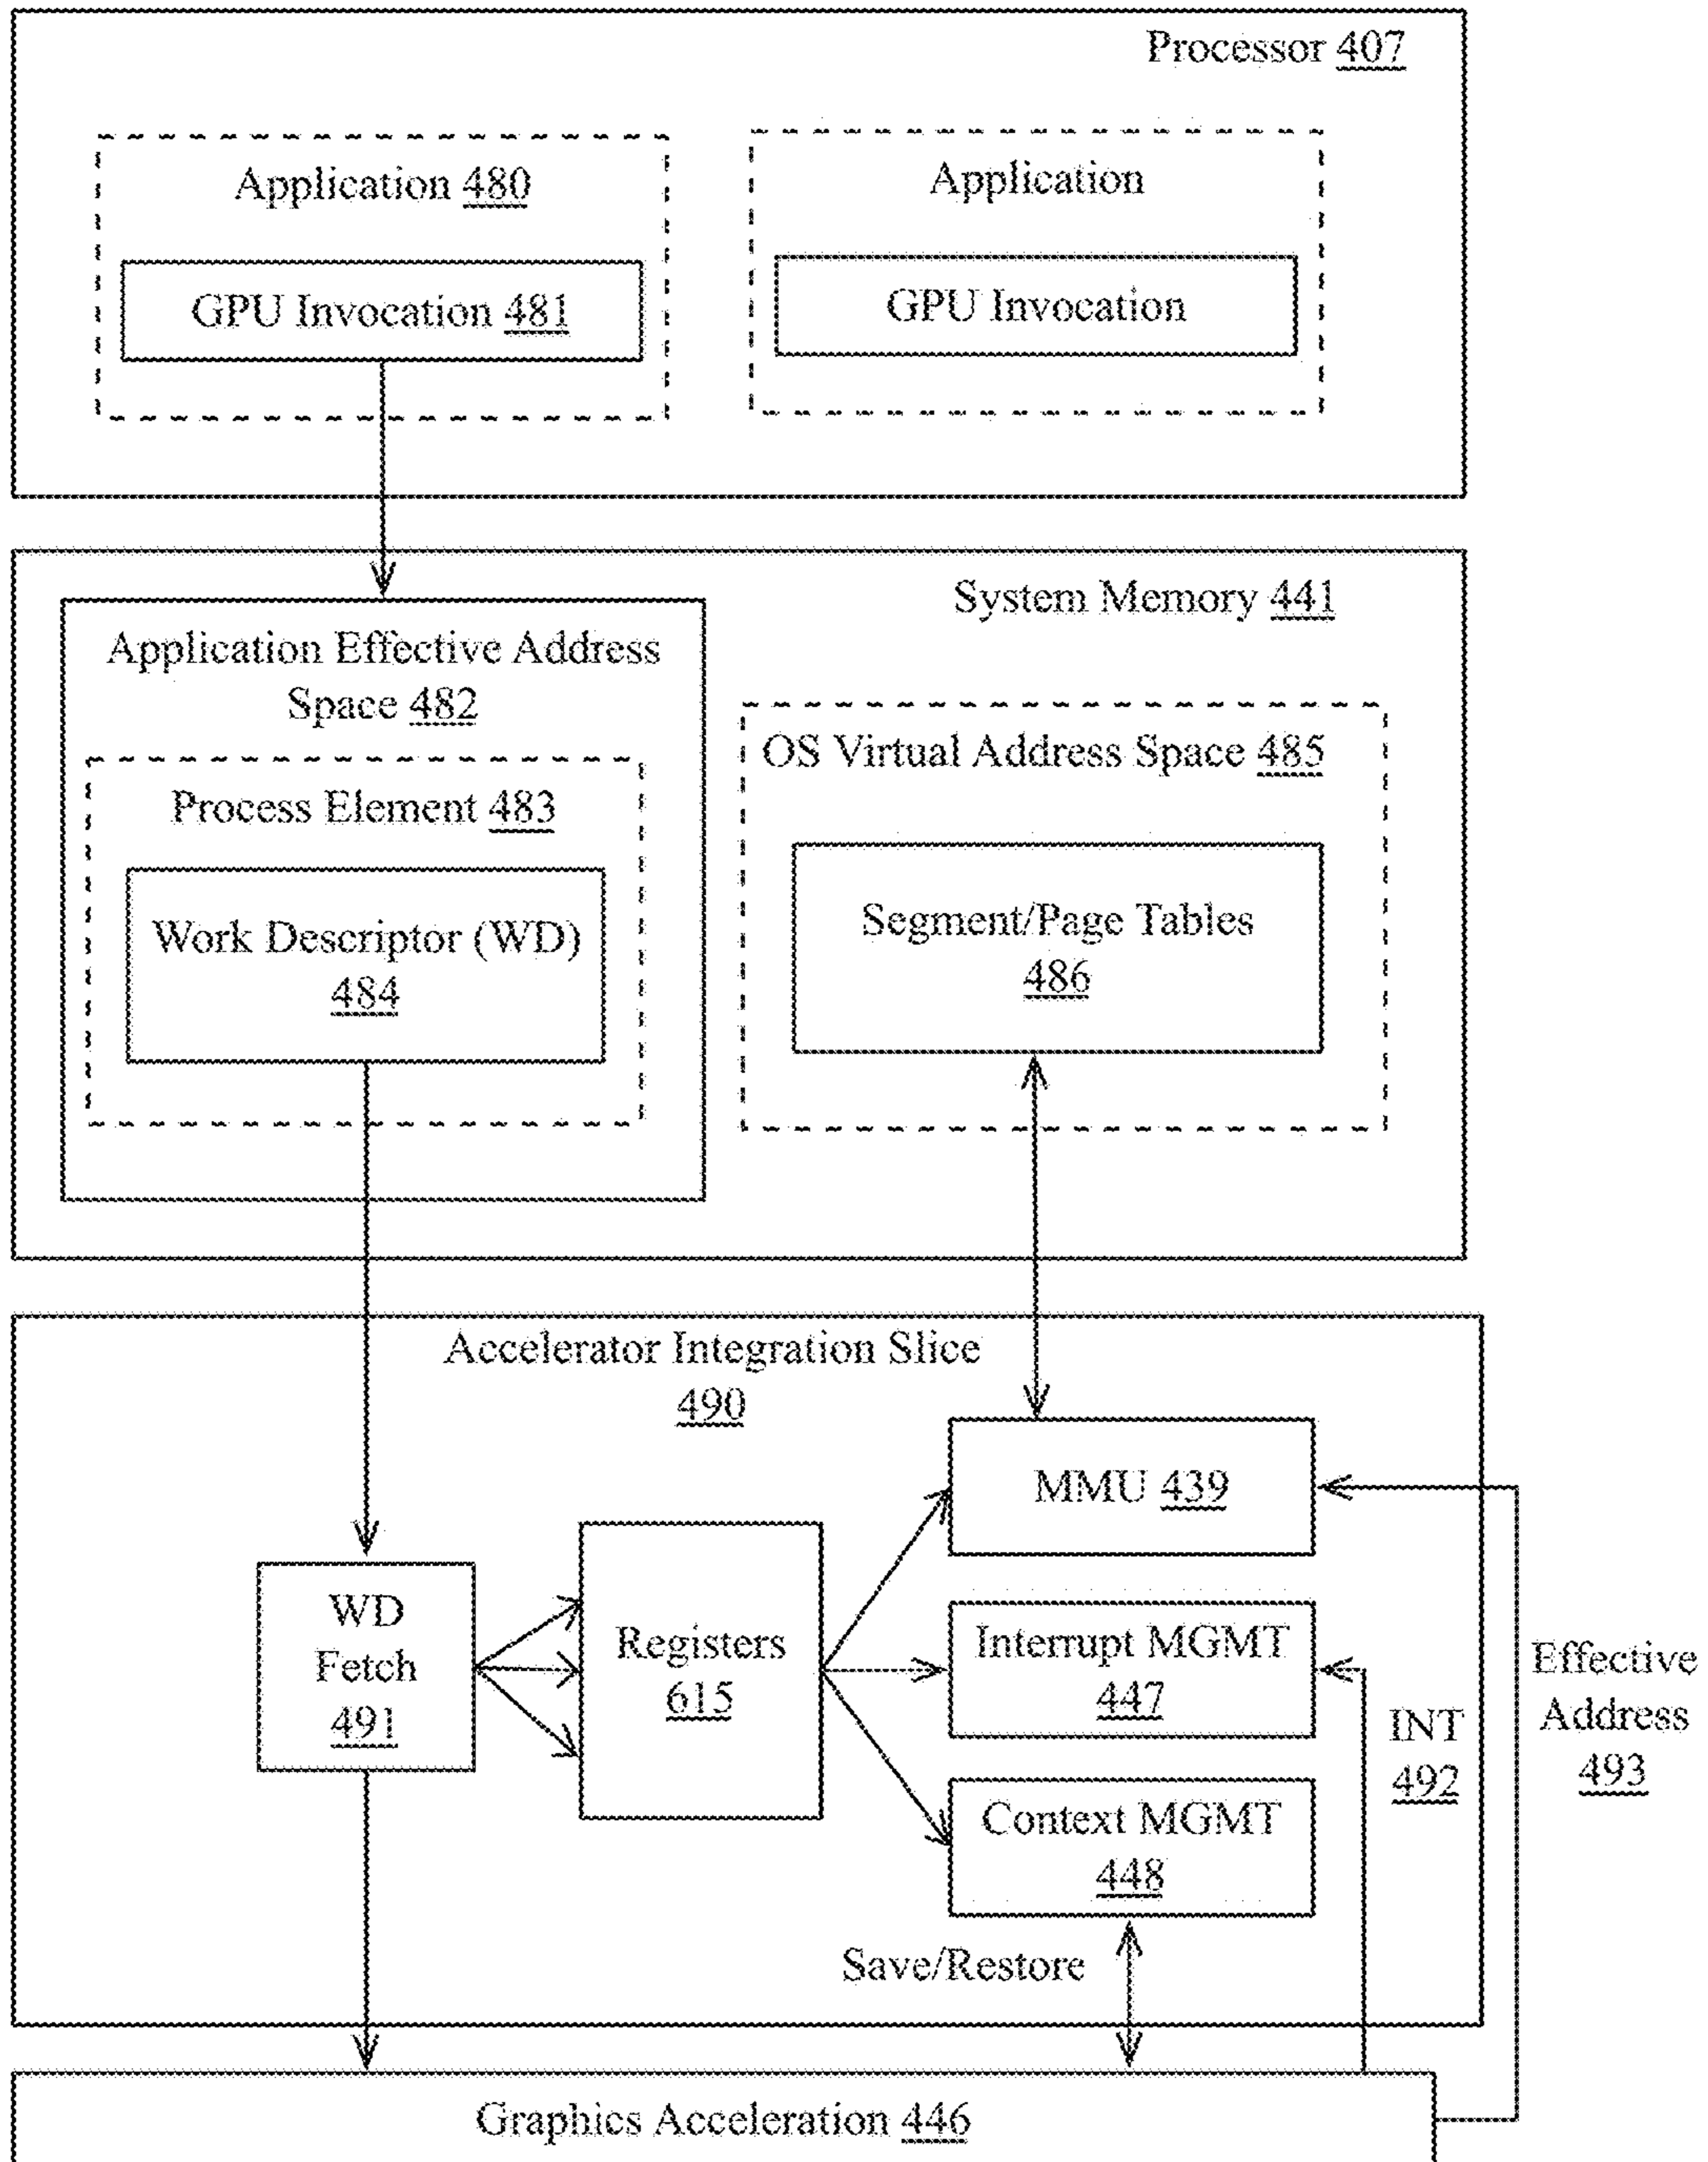 Processor 407
Application 480
Application
GPU Invocation 481
GPU Invocation
System Memory 441
Application Effective Address
Space 482
OS Virtual Address Space 485
Process Element 483
Segment/Page Tables
486
Work Descriptor (WD)
484
Accelerator Integration Slice
490
MMU 439
WD
Fetch
491
Registers
615
Interrupt MGMT
447
Effective
Address
493
INT
492
Context MGMT
448
Save/Restore
Graphics Acceleration 446